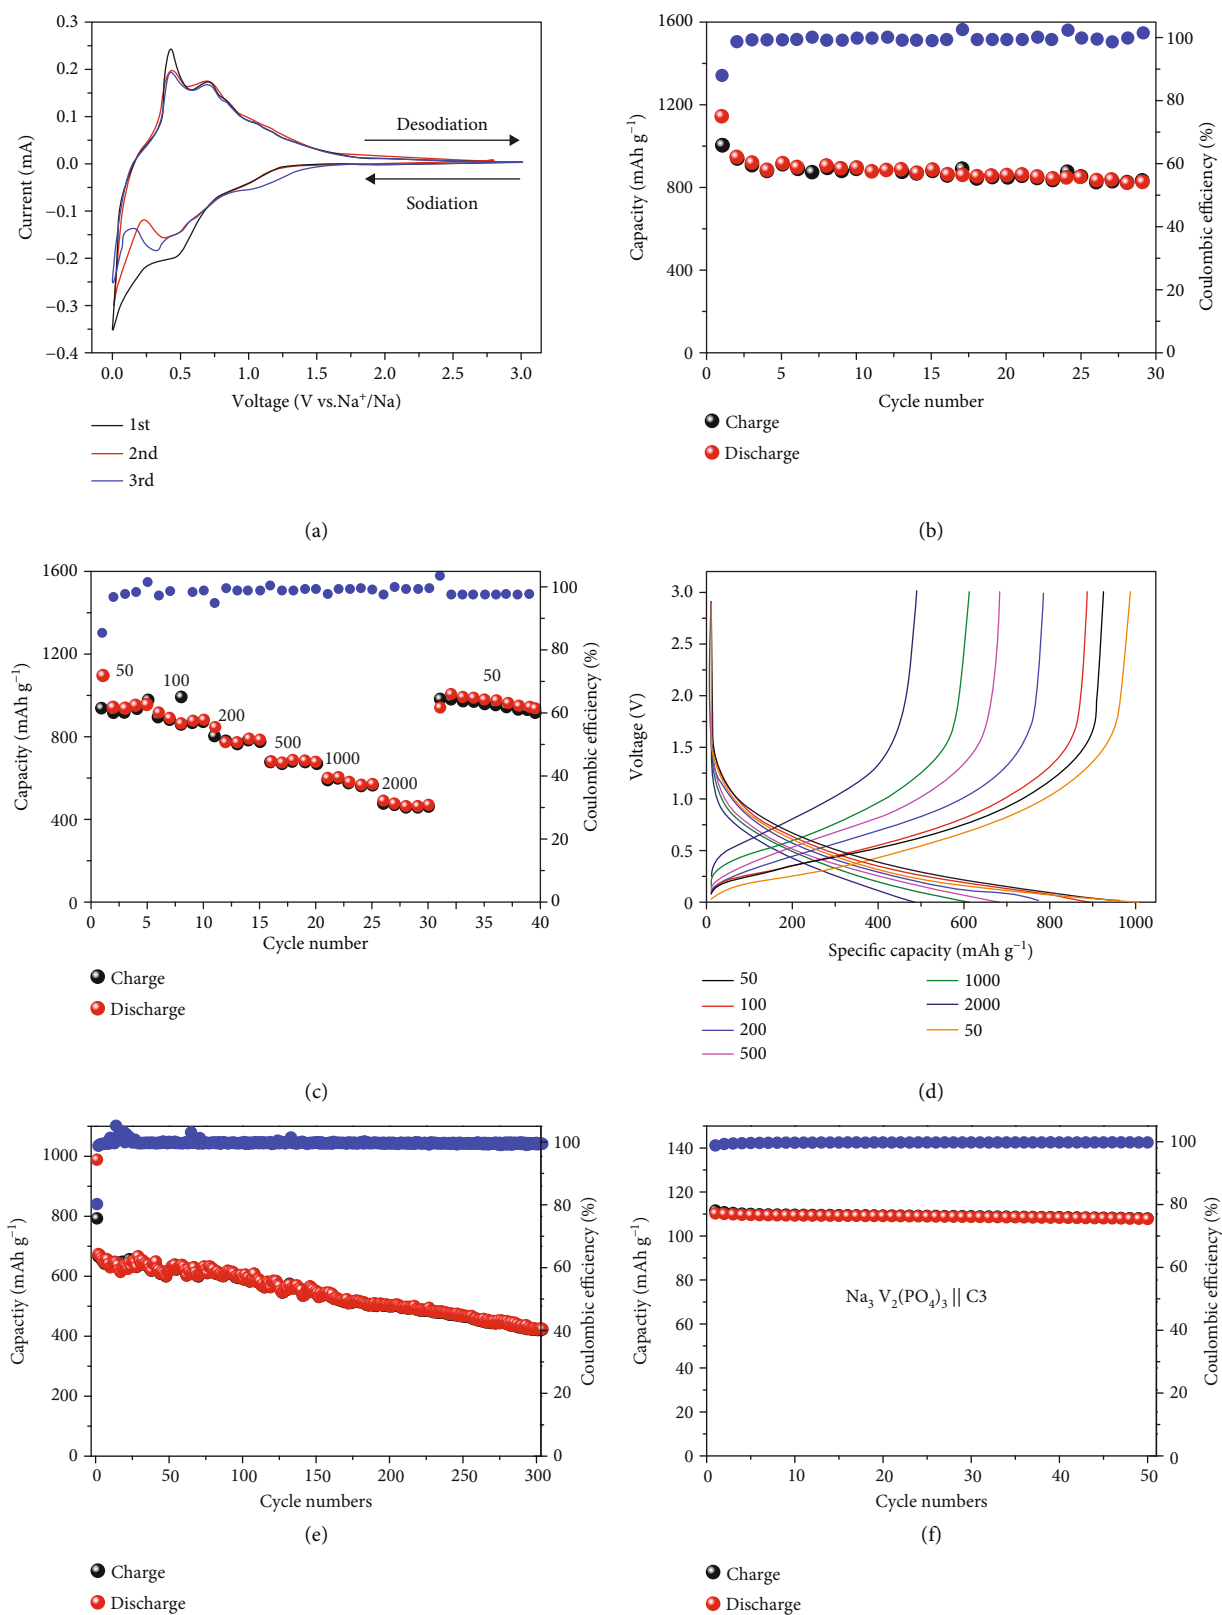 0.3
0.2
0.1
0.0
−0.1
−0.2
−0.3
−0.4
Current (mA)
Desodiation
Sodiation
0.0 0.5 1.0 1.5 2.0 2.5 3.0
Voltage (V vs.Na⁺/Na)
1st
2nd
3rd
(a)
1600
1200
800
400
0
Capacity (mAh g⁻¹)
100
80
60
40
20
0
Coulombic efficiency (%)
0 5 10 15 20 25 30
Cycle number
Charge
Discharge
(b)
1600
1200
800
400
0
Capacity (mAh g⁻¹)
50
100
200
500
1000
2000
50
100
80
60
40
20
0
Coulombic efficiency (%)
0 5 10 15 20 25 30 35 40
Cycle number
Charge
Discharge
(c)
3.0
2.5
2.0
1.5
1.0
0.5
0
Voltage (V)
0 200 400 600 800 1000
Specific capacity (mAh g⁻¹)
50
100
200
500
1000
2000
50
(d)
1000
800
600
400
200
0
Capactiy (mAh g⁻¹)
100
80
60
40
20
0
Coulombic efficiency (%)
0 50 100 150 200 250 300
Cycle numbers
(e)
Charge
Discharge
140
120
100
80
60
40
20
0
Capactiy (mAh g⁻¹)
Na₃ V₂(PO₄)₃ || C3
100
80
60
40
20
0
Coulombic efficiency (%)
0 10 20 30 40 50
Cycle numbers
(f)
Charge
Discharge